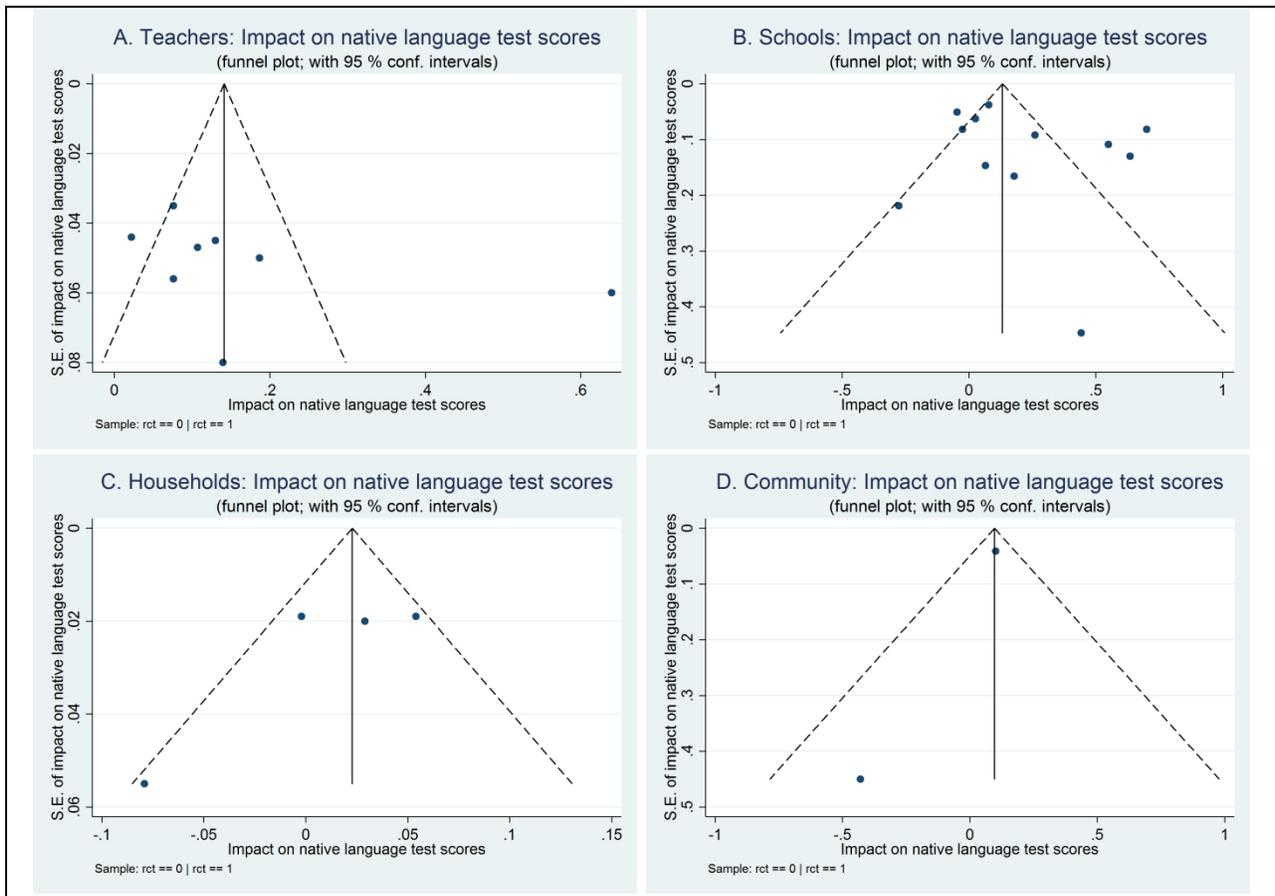 A. Teachers: Impact on native language test scores
(funnel plot; with 95 % conf. intervals)
S.E. of impact on native language test scores
0
.02
.04
.06
.08
0
.2
.4
.6
Impact on native language test scores
Sample: rct == 0 | rct == 1
B. Schools: Impact on native language test scores
(funnel plot; with 95 % conf. intervals)
S.E. of impact on native language test scores
0
.1
.2
.3
.4
.5
-1
-.5
0
.5
1
Impact on native language test scores
Sample: rct == 0 | rct == 1
C. Households: Impact on native language test scores
(funnel plot; with 95 % conf. intervals)
S.E. of impact on native language test scores
0
.02
.04
.06
-.1
-.05
0
.05
.1
.15
Impact on native language test scores
Sample: rct == 0 | rct == 1
D. Community: Impact on native language test scores
(funnel plot; with 95 % conf. intervals)
S.E. of impact on native language test scores
0
.1
.2
.3
.4
.5
-1
-.5
0
.5
1
Impact on native language test scores
Sample: rct == 0 | rct == 1